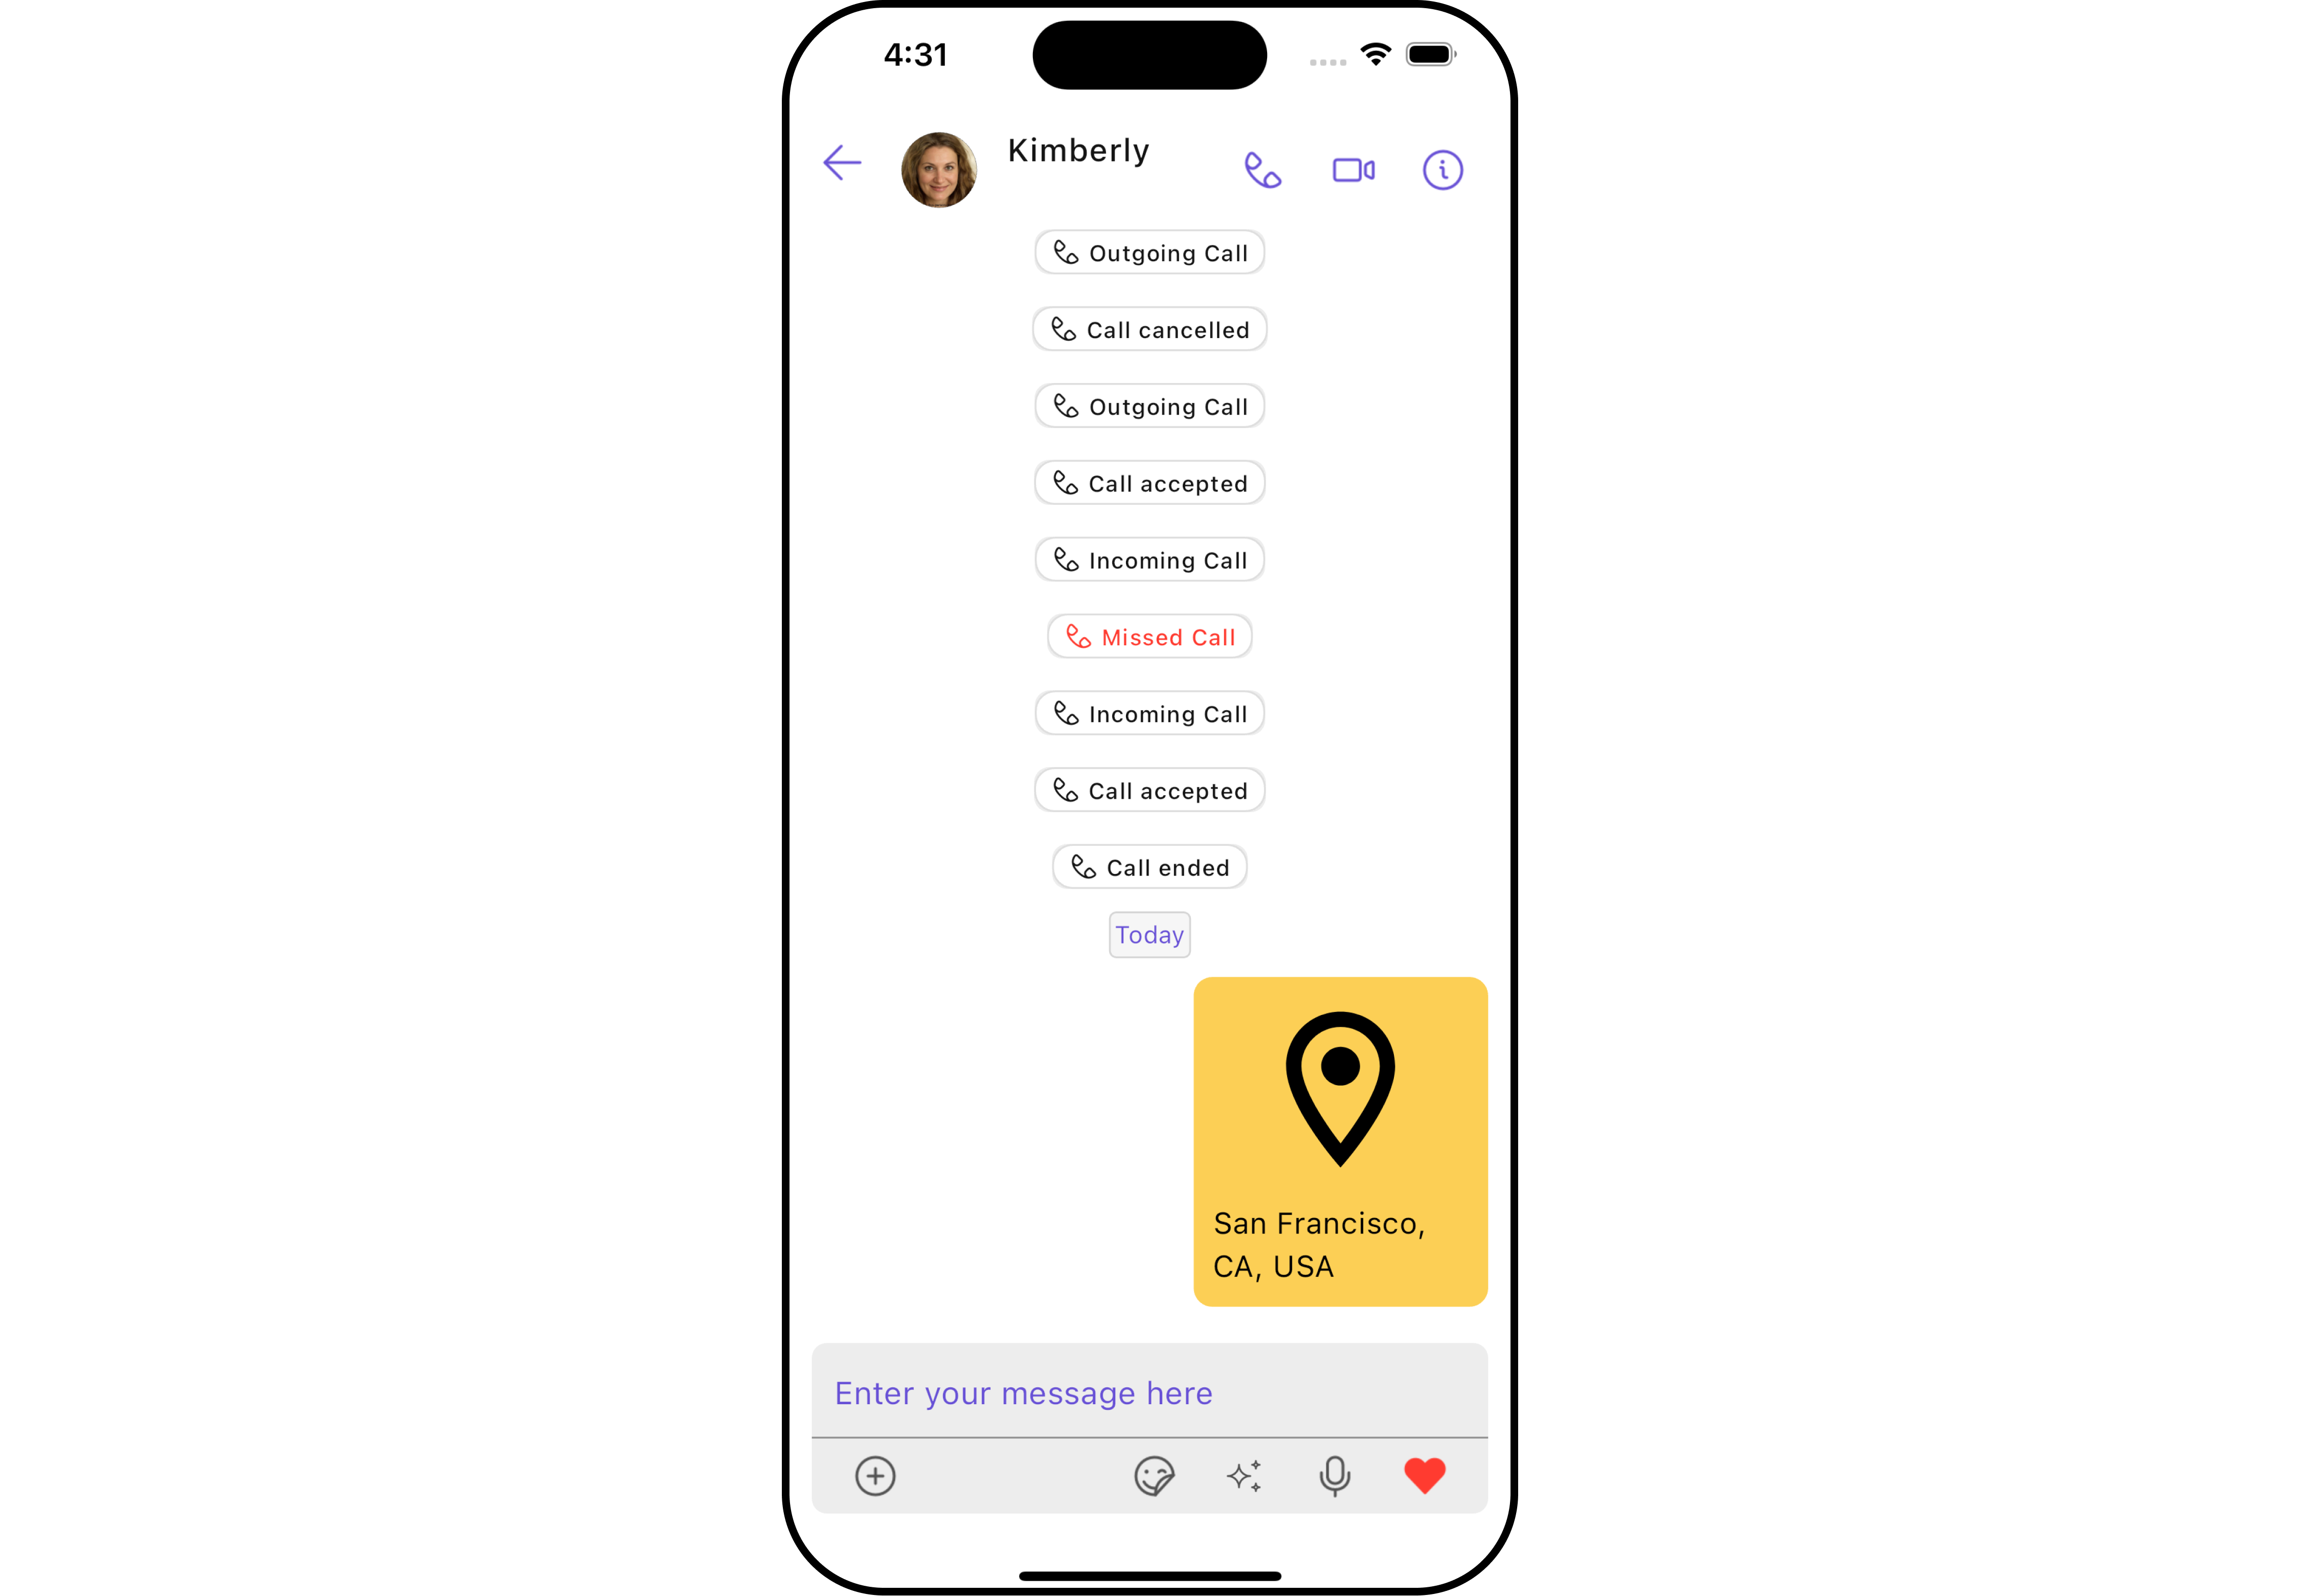 4:31
Kimberly
Outgoing Call
Call cancelled
Outgoing Call
Call accepted
Incoming Call
Missed Call
Incoming Call
Call accepted
Call ended
Today
San Francisco,
CA, USA
Enter your message here